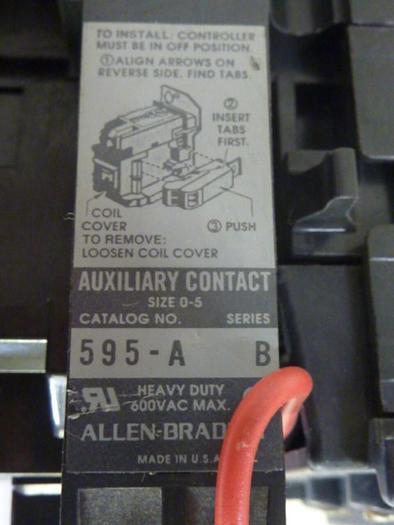 TO INSTALL: CONTROLLER
MUST BE IN OFF POSITION.
①ALIGN ARROWS ON
REVERSE SIDE. FIND TABS.
②
INSERT
TABS
FIRST.
COIL
COVER
③ PUSH
TO REMOVE:
LOOSEN COIL COVER
AUXILIARY CONTACT
SIZE 0-5
CATALOG NO. SERIES
595-A B
HEAVY DUTY
600VAC MAX.
ALLEN-BRAD
MADE IN U.S.A.